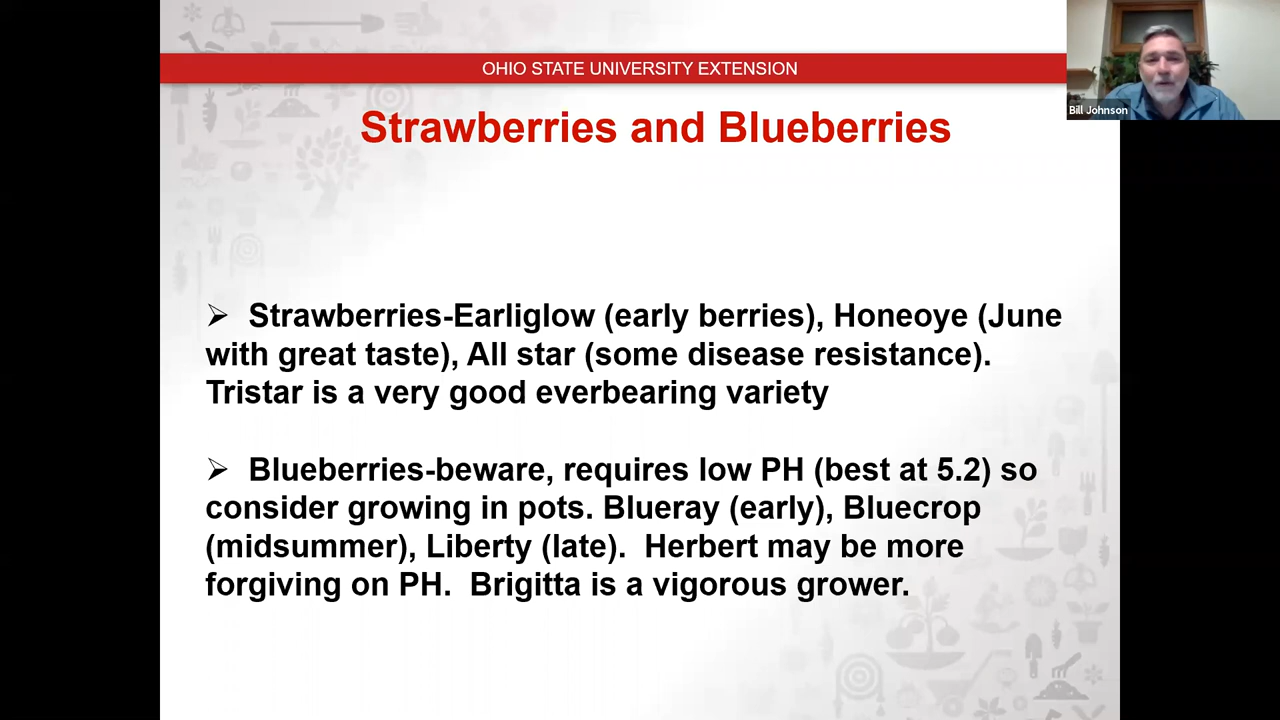 OHIO STATE UNIVERSITY EXTENSION
Bill Johnson
Strawberries and Blueberries
➢ Strawberries-Earliglow (early berries), Honeoye (June
with great taste), All star (some disease resistance).
Tristar is a very good everbearing variety
➢ Blueberries-beware, requires low PH (best at 5.2) so
consider growing in pots. Blueray (early), Bluecrop
(midsummer), Liberty (late).  Herbert may be more
forgiving on PH.  Brigitta is a vigorous grower.